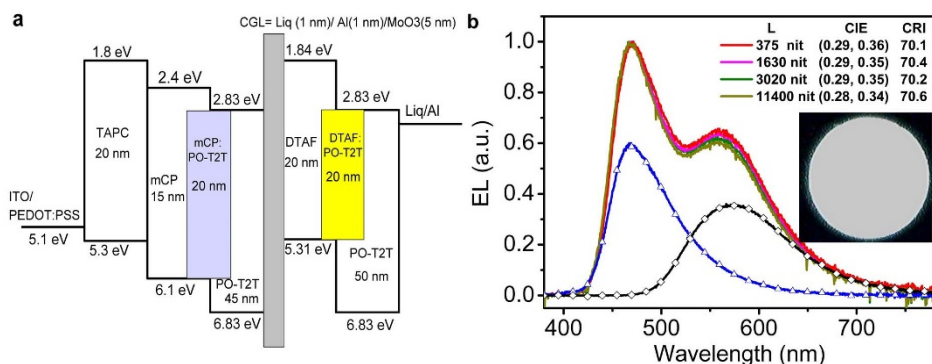 a
CGL= Liq (1 nm)/ Al(1 nm)/MoO3(5 nm)
1.8 eV
2.4 eV
2.83 eV
1.84 eV
2.83 eV
Liq/Al
TAPC
20 nm
mCP
15 nm
mCP:
PO-T2T
20 nm
DTAF
20 nm
DTAF:
PO-T2T
20 nm
ITO/
PEDOT:PSS
5.1 eV
5.3 eV
6.1 eV
PO-T2T
45 nm
6.83 eV
5.31 eV
PO-T2T
50 nm
6.83 eV
b
L CIE CRI
375 nit (0.29, 0.36) 70.1
1630 nit (0.29, 0.35) 70.4
3020 nit (0.29, 0.35) 70.2
11400 nit (0.28, 0.34) 70.6
EL (a.u.)
1.0
0.8
0.6
0.4
0.2
0.0
400 500 600 700
Wavelength (nm)